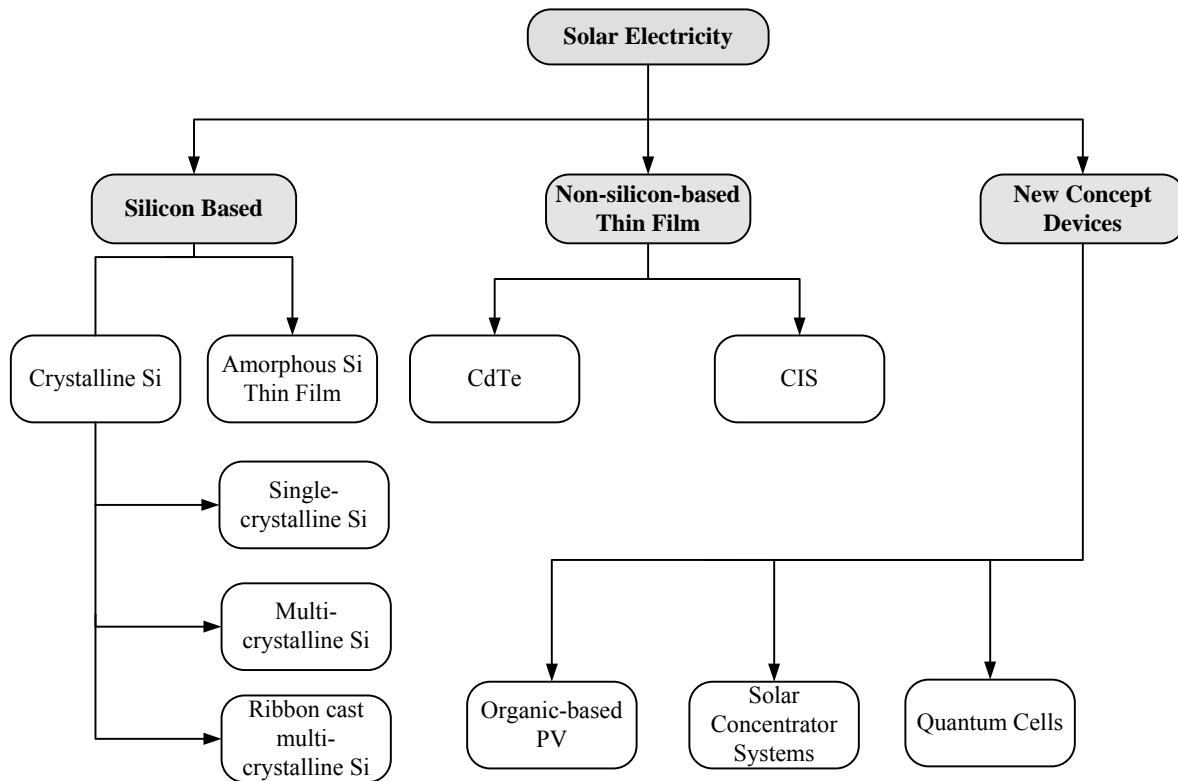 Solar Electricity
Silicon Based
Non-silicon-based
Thin Film
New Concept
Devices
Crystalline Si
Amorphous Si
Thin Film
CdTe
CIS
Single-
crystalline Si
Multi-
crystalline Si
Ribbon cast
multi-
crystalline Si
Organic-based
PV
Solar
Concentrator
Systems
Quantum Cells